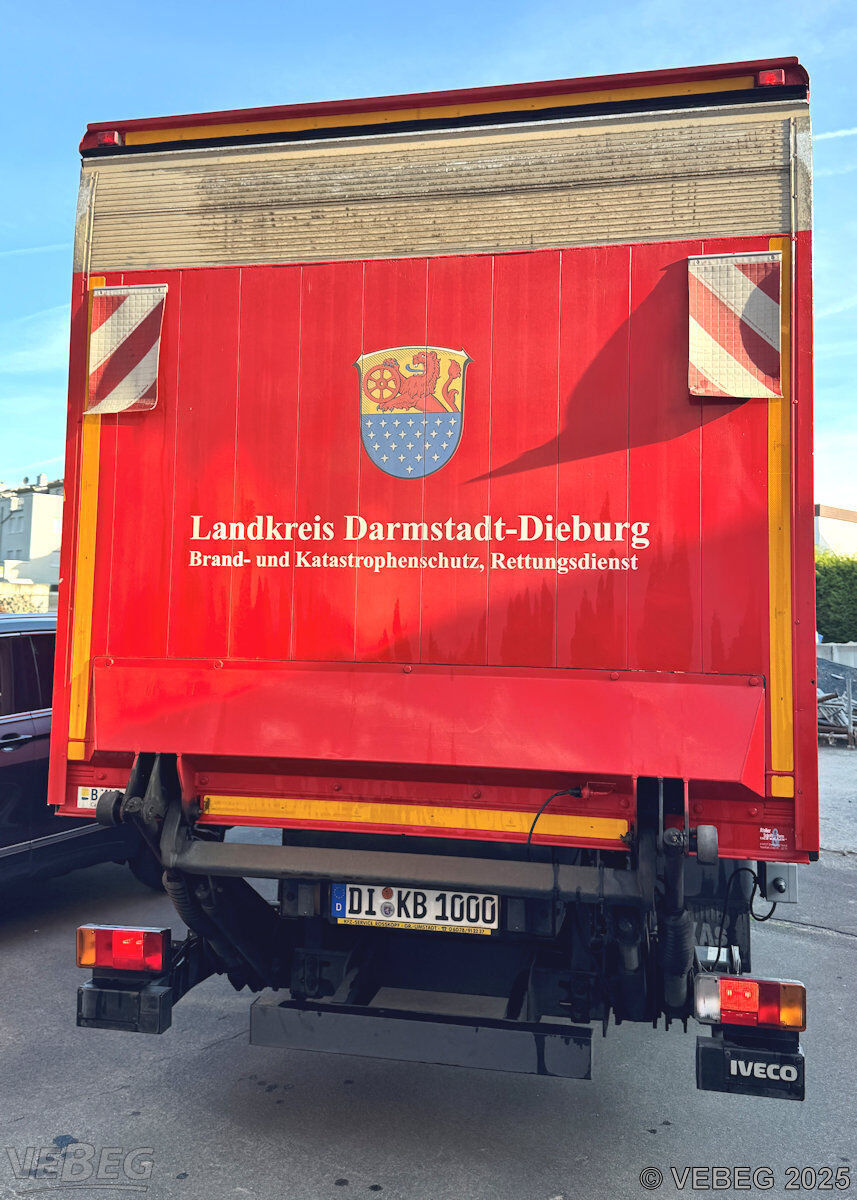 Landkreis Darmstadt-Dieburg
Brand- und Katastrophenschutz, Rettungsdienst
D DI KB 1000
IVECO
VEBEG
© VEBEG 2025